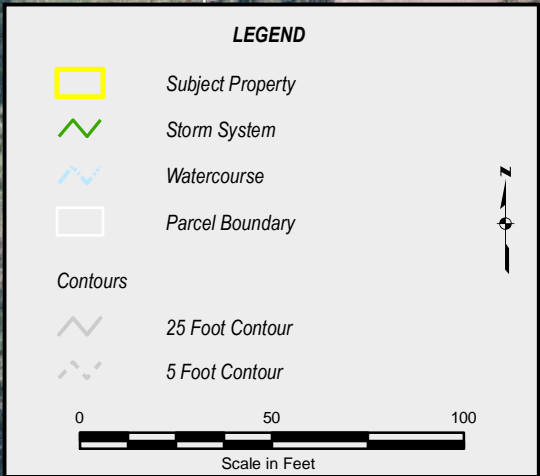 LEGEND
Subject Property
Storm System
Watercourse
Parcel Boundary
N
Contours
25 Foot Contour
5 Foot Contour
0 50 100
Scale in Feet